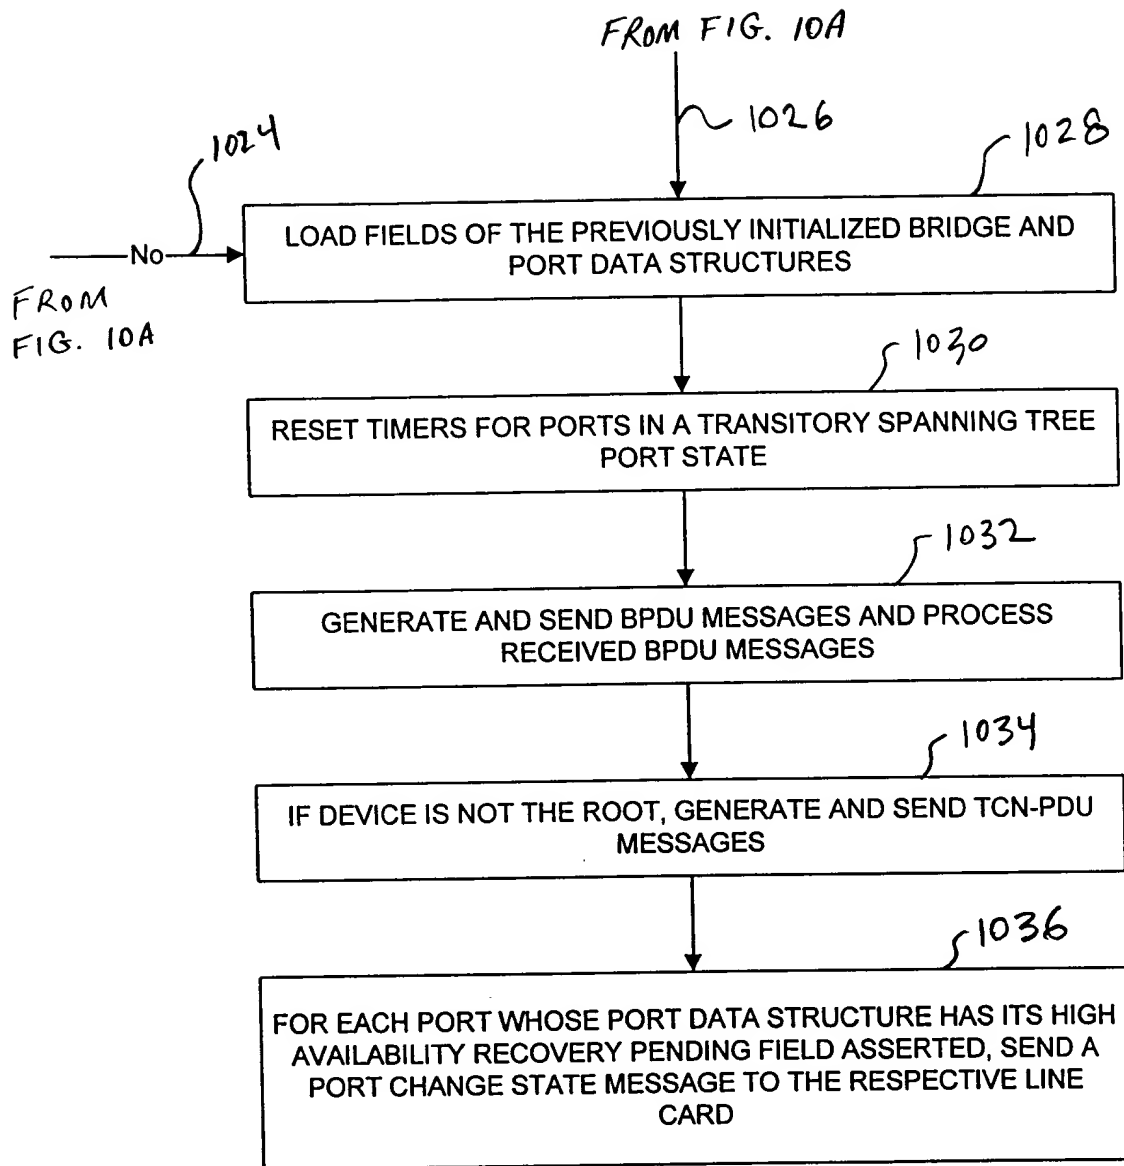 FROM FIG. 10A
1026
1024
1028
No
LOAD FIELDS OF THE PREVIOUSLY INITIALIZED BRIDGE AND
PORT DATA STRUCTURES
FROM
FIG. 10A
1030
RESET TIMERS FOR PORTS IN A TRANSITORY SPANNING TREE
PORT STATE
1032
GENERATE AND SEND BPDU MESSAGES AND PROCESS
RECEIVED BPDU MESSAGES
1034
IF DEVICE IS NOT THE ROOT, GENERATE AND SEND TCN-PDU
MESSAGES
1036
FOR EACH PORT WHOSE PORT DATA STRUCTURE HAS ITS HIGH
AVAILABILITY RECOVERY PENDING FIELD ASSERTED, SEND A
PORT CHANGE STATE MESSAGE TO THE RESPECTIVE LINE
CARD